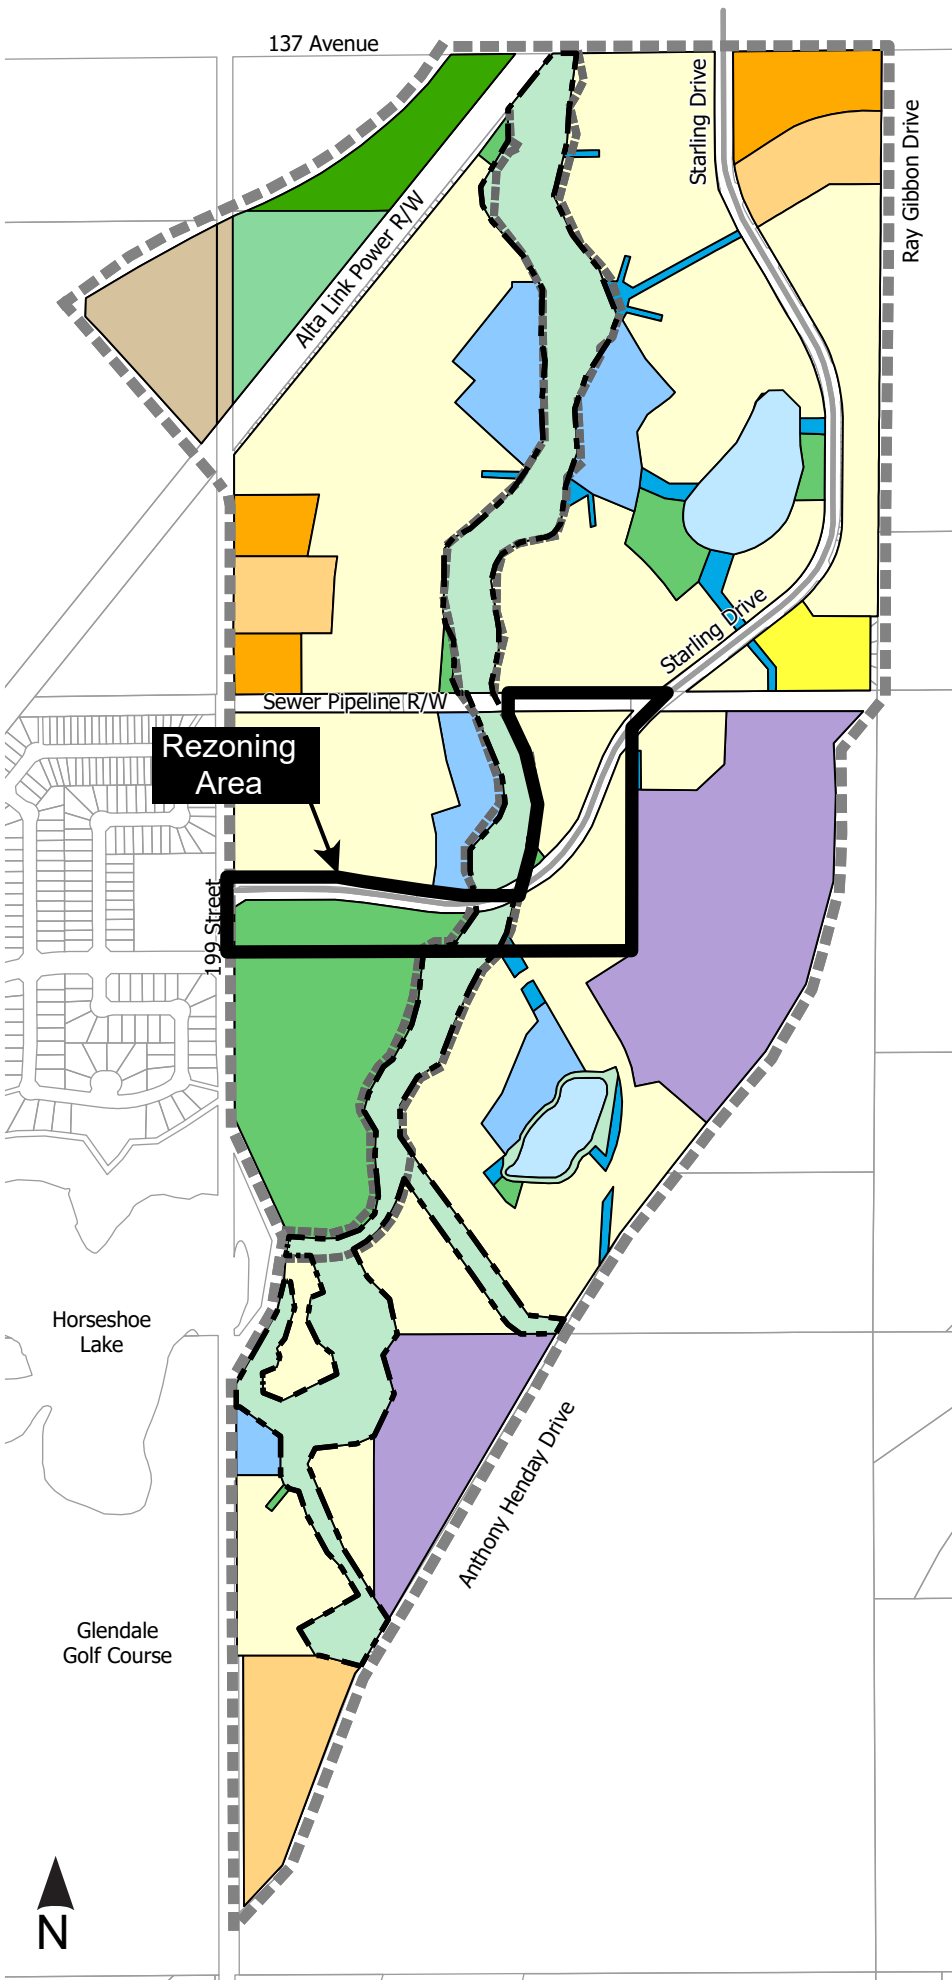 137 Avenue
Starling Drive
Ray Gibbon Drive
Alta Link Power R/W
Starling Drive
Sewer Pipeline R/W
Rezoning
Area
199 Street
Horseshoe
Lake
Anthony Henday Drive
Glendale
Golf Course
N